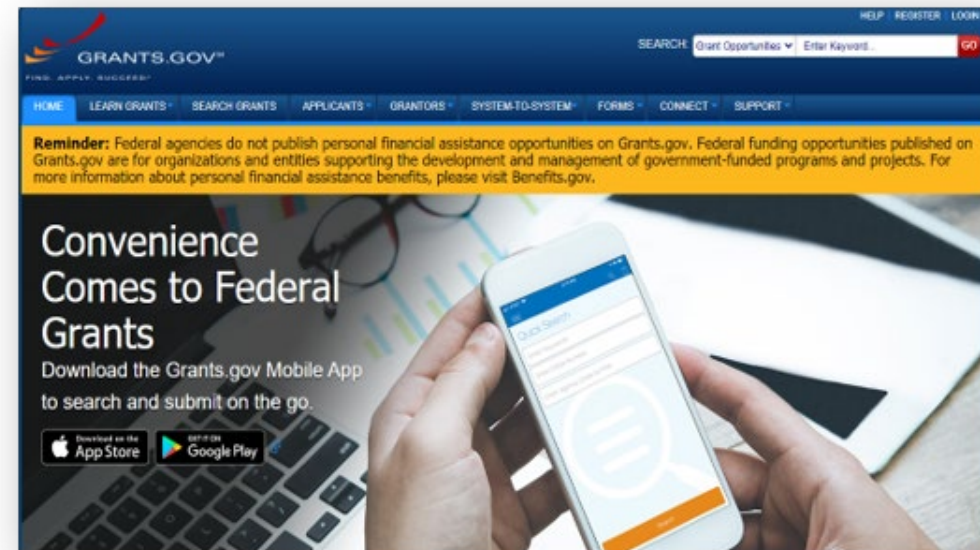 HELP | REGISTER | LOGIN
GRANTS.GOV℠
FIND. APPLY. SUCCEED.℠
SEARCH: Grant Opportunities Enter Keyword... GO
HOME LEARN GRANTS SEARCH GRANTS APPLICANTS GRANTORS SYSTEM-TO-SYSTEM FORMS CONNECT SUPPORT
Reminder: Federal agencies do not publish personal financial assistance opportunities on Grants.gov. Federal funding opportunities published on
Grants.gov are for organizations and entities supporting the development and management of government-funded programs and projects. For
more information about personal financial assistance benefits, please visit Benefits.gov.
Convenience
Comes to Federal
Grants
Download the Grants.gov Mobile App
to search and submit on the go.
Download on the
App Store
GET IT ON
Google Play
Quick Search